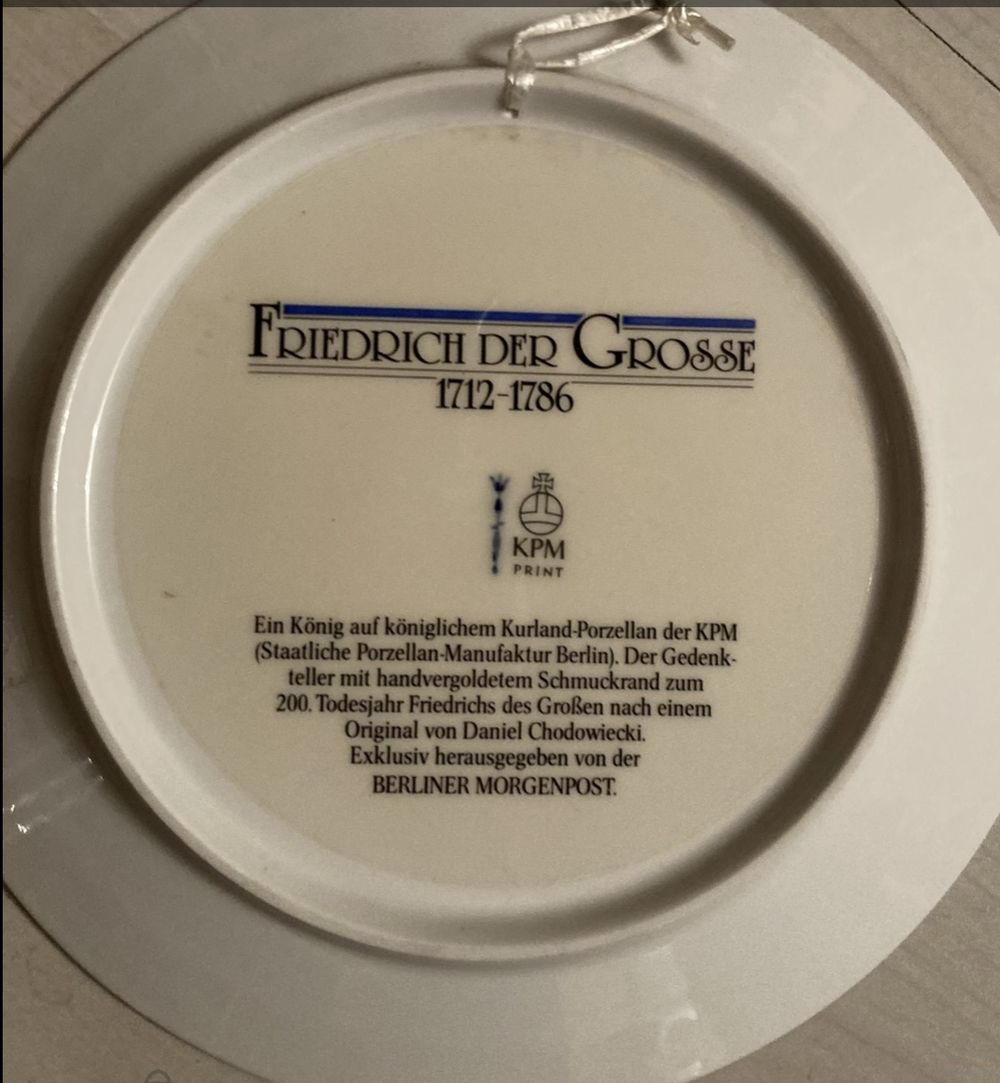 FRIEDRICH DER GROSSE
1712-1786
KPM
PRINT
Ein König auf königlichem Kurland-Porzellan der KPM
(Staatliche Porzellan-Manufaktur Berlin). Der Gedenk-
teller mit handvergoldetem Schmuckrand zum
200. Todesjahr Friedrichs des Großen nach einem
Original von Daniel Chodowiecki.
Exklusiv herausgegeben von der
BERLINER MORGENPOST.